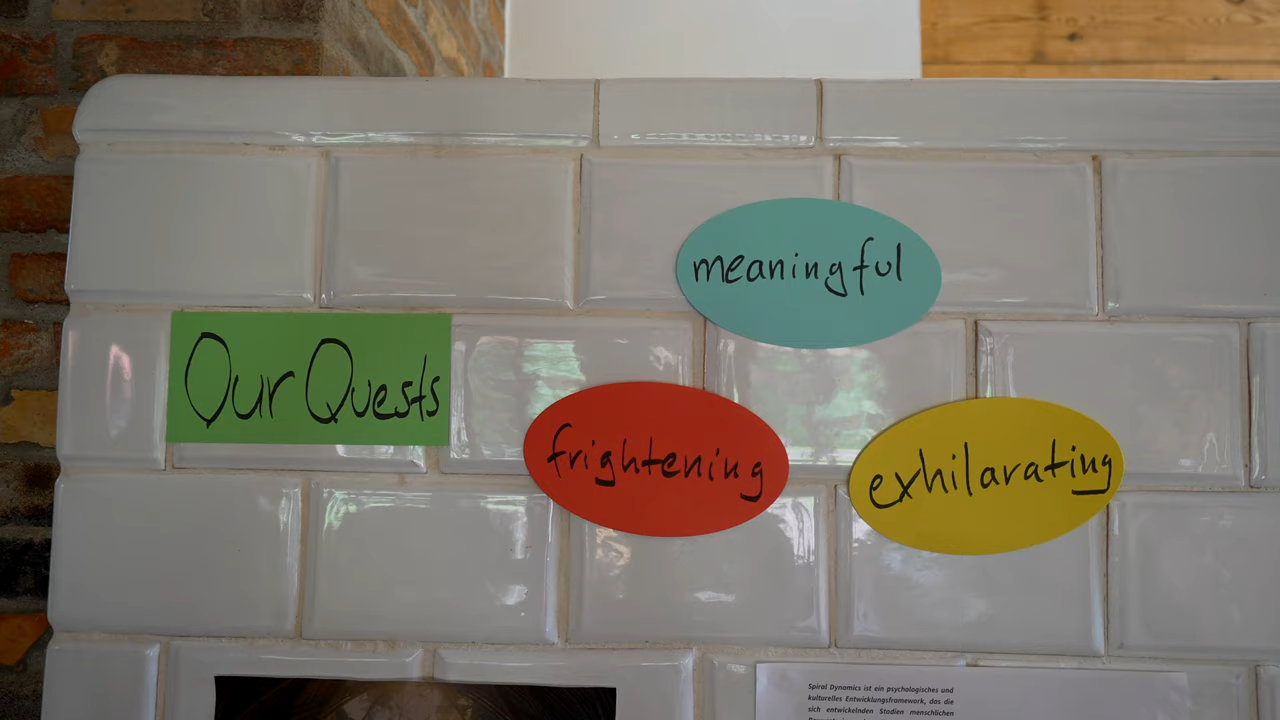 meaningful
Our Quests
frightening
exhilarating
Spiral Dynamics ist ein psychologisches und
kulturelles Entwicklungsframework, das die
sich entwickelnden Stadien menschlichen